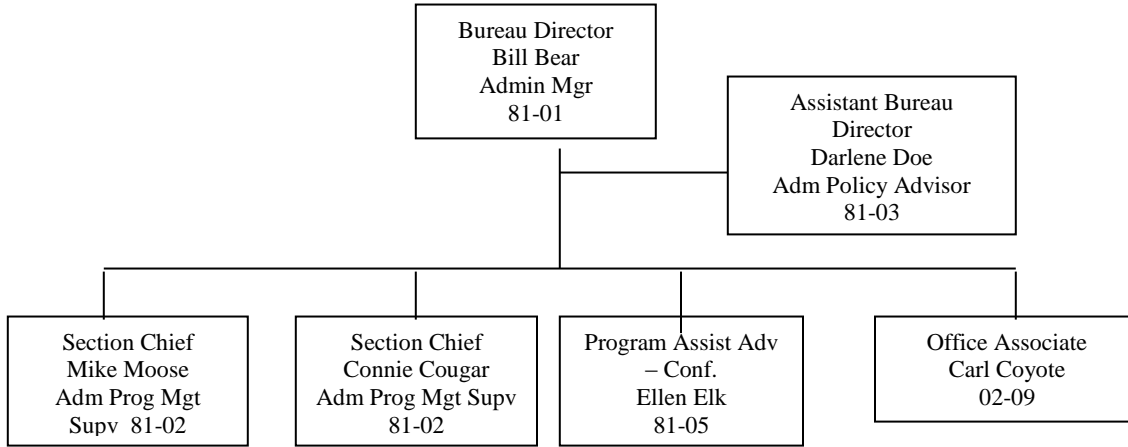 Bureau Director
Bill Bear
Admin Mgr
81-01
Assistant Bureau
Director
Darlene Doe
Adm Policy Advisor
81-03
Section Chief
Mike Moose
Adm Prog Mgt
Supv 81-02
Section Chief
Connie Cougar
Adm Prog Mgt Supv
81-02
Program Assist Adv
– Conf.
Ellen Elk
81-05
Office Associate
Carl Coyote
02-09